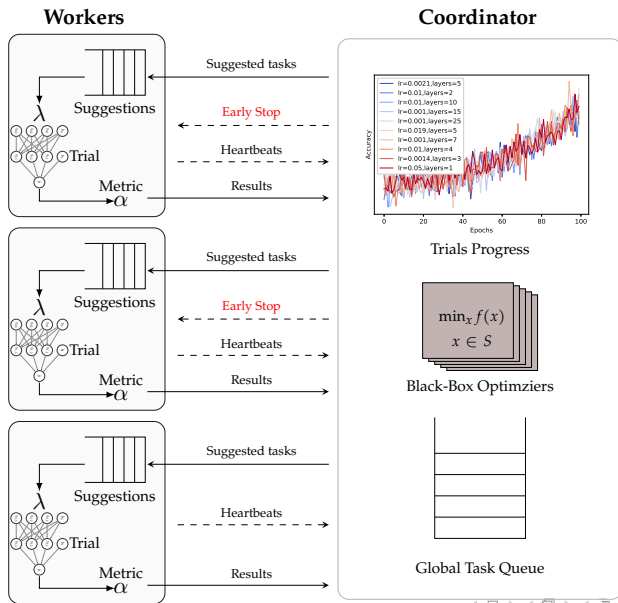 Workers
Coordinator
Suggested tasks
Suggestions
λ
Early Stop
Trial
Heartbeats
Metric
α
Results
lr=0.0021,layers=5
lr=0.01,layers=2
lr=0.01,layers=10
lr=0.001,layers=15
lr=0.001,layers=25
lr=0.019,layers=5
lr=0.001,layers=7
lr=0.01,layers=4
lr=0.0014,layers=3
lr=0.05,layers=1
Accuracy
0 20 40 60 80 100
Epochs
Trials Progress
Suggested tasks
Suggestions
λ
Early Stop
Trial
Heartbeats
Metric
α
Results
minₓ f(x)
x ∈ S
Black-Box Optimziers
Suggested tasks
Suggestions
λ
Heartbeats
Trial
Metric
α
Results
Global Task Queue